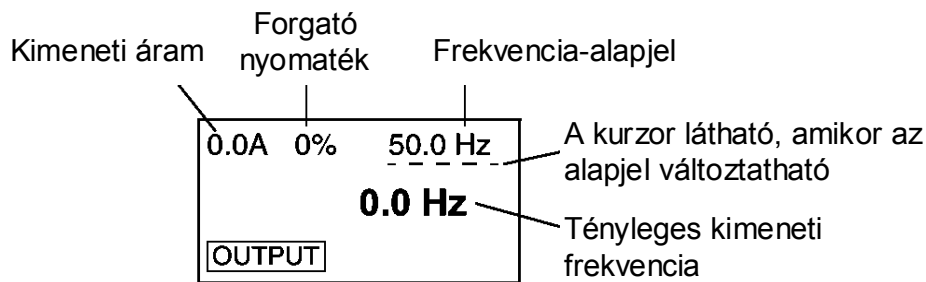 Kimeneti áram
Forgató
nyomaték
Frekvencia-alapjel
0.0A 0% 50.0 Hz
A kurzor látható, amikor az
alapjel változtatható
0.0 Hz
Tényleges kimeneti
frekvencia
OUTPUT